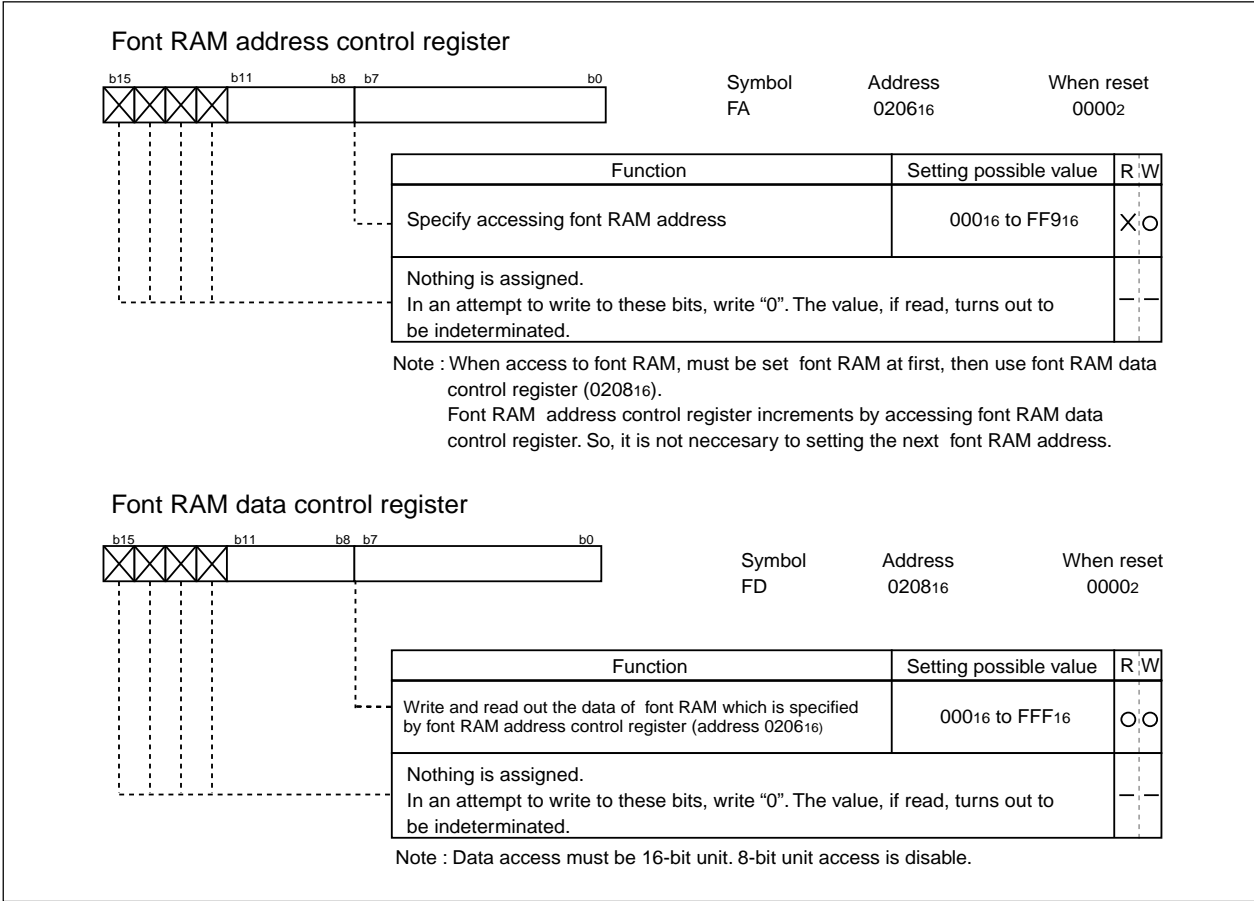 Font RAM address control register
b15 b11 b8 b7 b0
Symbol Address When reset
FA 020616 00002
Function Setting possible value R W
Specify accessing font RAM address 00016 to FF916 X O
Nothing is assigned.
In an attempt to write to these bits, write “0”. The value, if read, turns out to
be indeterminated.
– –
Note : When access to font RAM, must be set font RAM at first, then use font RAM data
control register (020816).
Font RAM address control register increments by accessing font RAM data
control register. So, it is not neccesary to setting the next font RAM address.
Font RAM data control register
b15 b11 b8 b7 b0
Symbol Address When reset
FD 020816 00002
Function Setting possible value R W
Write and read out the data of font RAM which is specified
by font RAM address control register (address 020616)
00016 to FFF16 O O
Nothing is assigned.
In an attempt to write to these bits, write “0”. The value, if read, turns out to
be indeterminated.
– –
Note : Data access must be 16-bit unit. 8-bit unit access is disable.